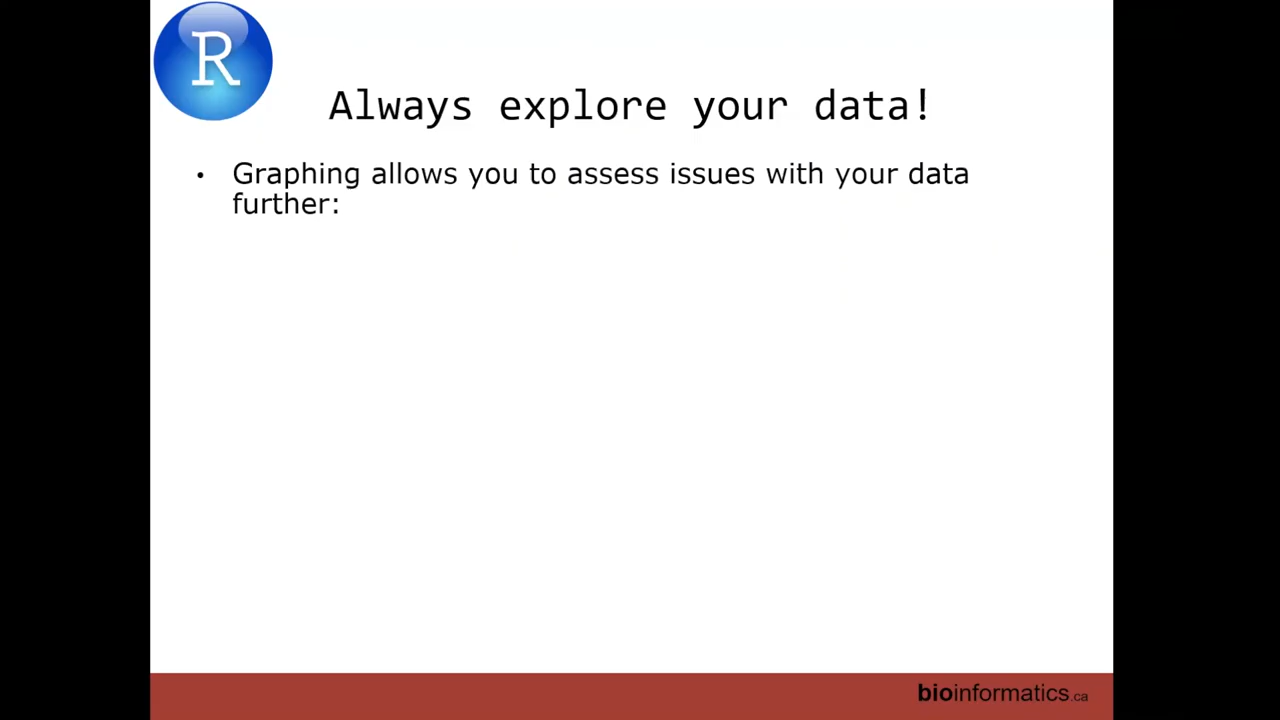 R
Always explore your data!
• Graphing allows you to assess issues with your data
further:
bioinformatics.ca